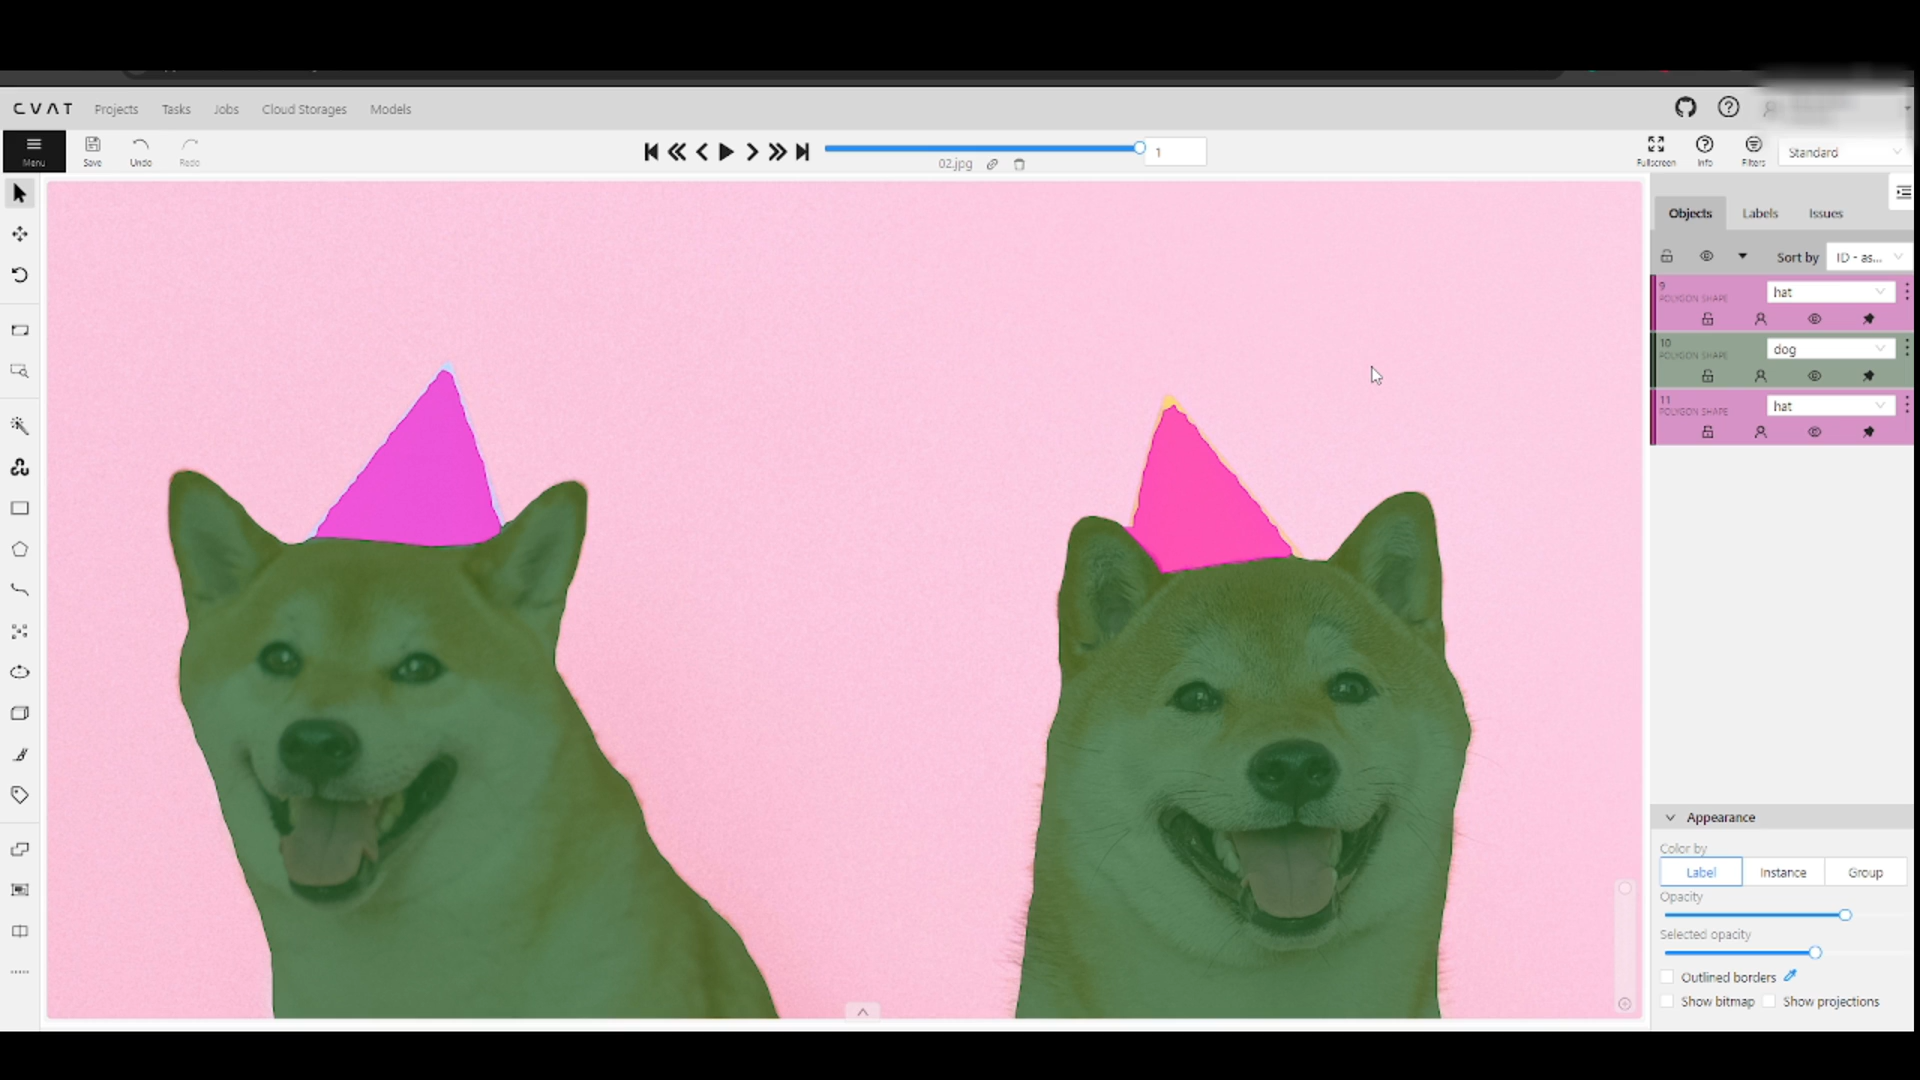 CVAT Projects Tasks Jobs Cloud Storages Models
Menu Save Undo Redo
1
02.jpg
Fullscreen Info Filters Standard
Objects Labels Issues
Sort by ID - as...
9
POLYGON SHAPE
hat
10
POLYGON SHAPE
dog
11
POLYGON SHAPE
hat
Appearance
Color by
Label Instance Group
Opacity
Selected opacity
Outlined borders
Show bitmap Show projections